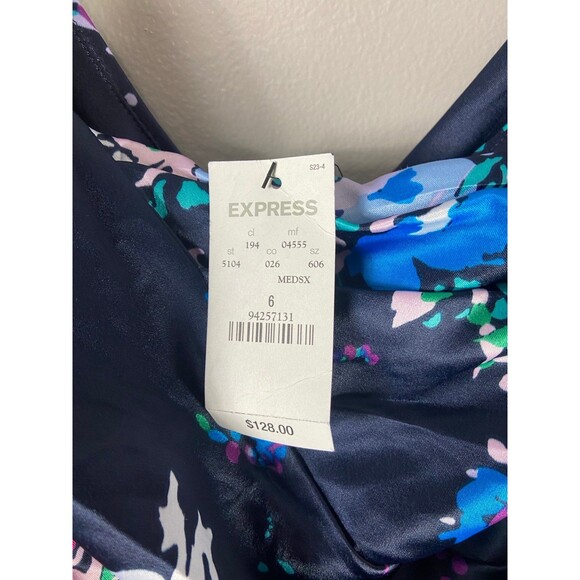 S23-4
EXPRESS
cl mf
194 04555
st co sz
5104 026 606
MEDSX
6
94257131
$128.00